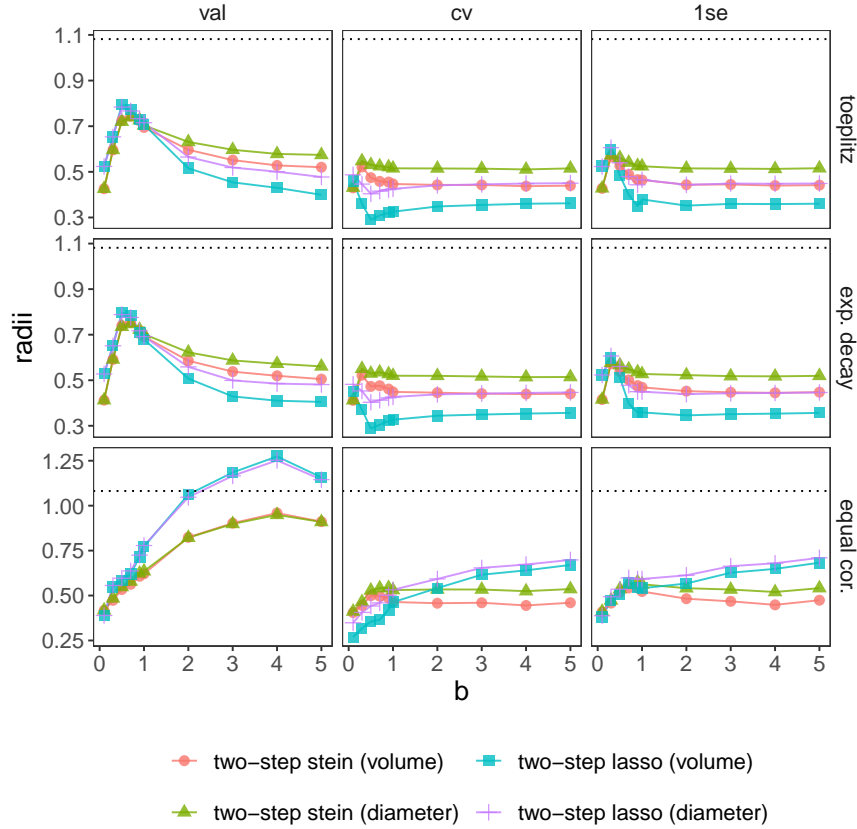 val cv 1se
1.1
0.9
0.7
0.5
0.3
toeplitz
1.1
0.9
0.7
0.5
0.3
exp. decay
radii
1.25
1.00
0.75
0.50
0.25
equal cor.
0 1 2 3 4 5 0 1 2 3 4 5 0 1 2 3 4 5
b
two−step stein (volume) two−step lasso (volume)
two−step stein (diameter) two−step lasso (diameter)